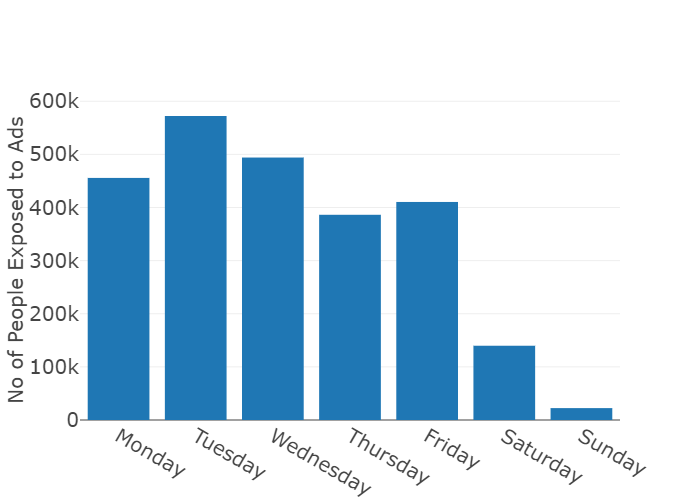 No of People Exposed to Ads
600k
500k
400k
300k
200k
100k
0
Monday
Tuesday
Wednesday
Thursday
Friday
Saturday
Sunday